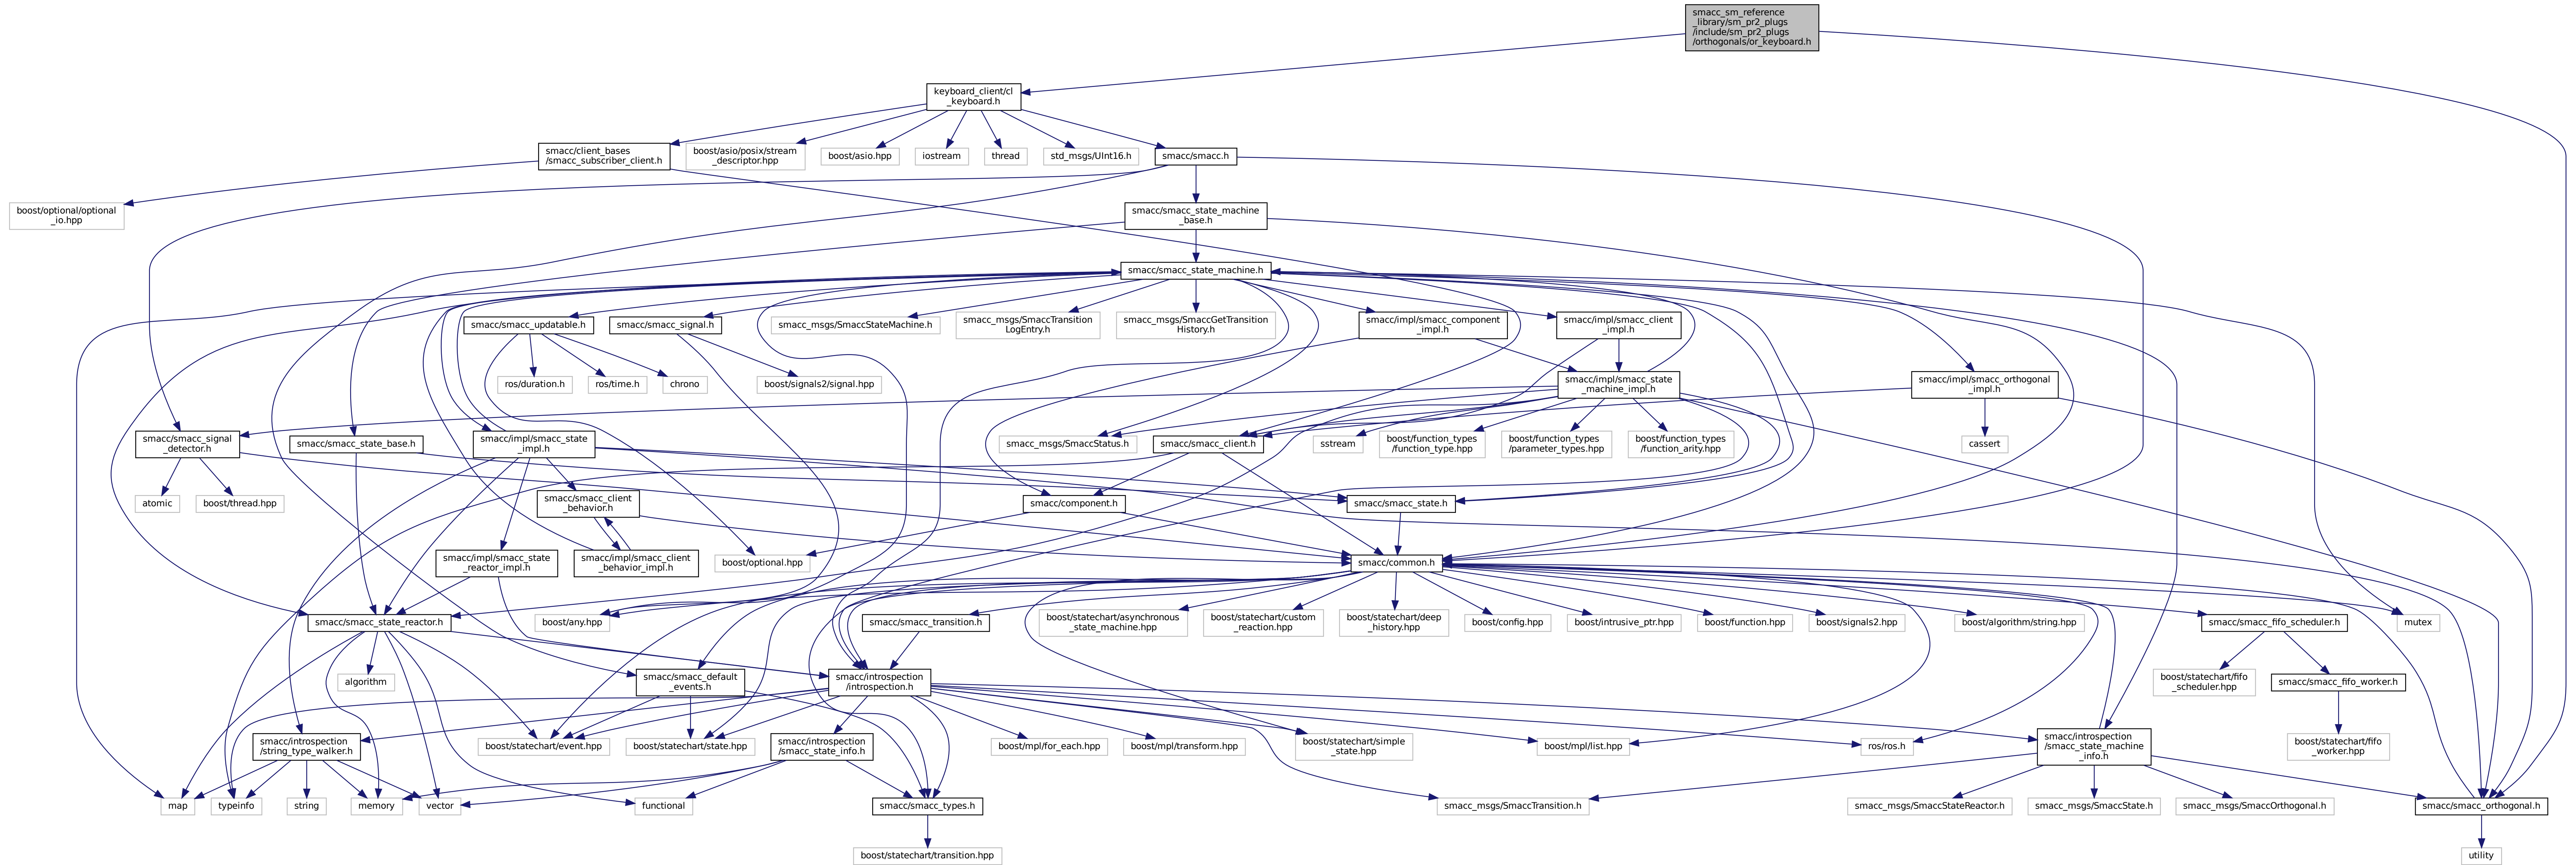 smacc_sm_reference
_library/sm_pr2_plugs
/include/sm_pr2_plugs
/orthogonals/or_keyboard.h
keyboard_client/cl
_keyboard.h
smacc/client_bases
/smacc_subscriber_client.h
boost/asio/posix/stream
_descriptor.hpp
boost/asio.hpp
iostream
thread
std_msgs/UInt16.h
smacc/smacc.h
boost/optional/optional
_io.hpp
smacc/smacc_state_machine
_base.h
smacc/smacc_state_machine.h
smacc/smacc_updatable.h
smacc/smacc_signal.h
smacc_msgs/SmaccStateMachine.h
smacc_msgs/SmaccTransition
LogEntry.h
smacc_msgs/SmaccGetTransition
History.h
smacc/impl/smacc_component
_impl.h
smacc/impl/smacc_client
_impl.h
ros/duration.h
ros/time.h
chrono
boost/signals2/signal.hpp
smacc/impl/smacc_state
_machine_impl.h
smacc/impl/smacc_orthogonal
_impl.h
smacc/smacc_signal
_detector.h
smacc/smacc_state_base.h
smacc/impl/smacc_state
_impl.h
smacc_msgs/SmaccStatus.h
smacc/smacc_client.h
sstream
boost/function_types
/function_type.hpp
boost/function_types
/parameter_types.hpp
boost/function_types
/function_arity.hpp
cassert
atomic
boost/thread.hpp
smacc/smacc_client
_behavior.h
smacc/component.h
smacc/smacc_state.h
smacc/impl/smacc_state
_reactor_impl.h
smacc/impl/smacc_client
_behavior_impl.h
boost/optional.hpp
smacc/common.h
smacc/smacc_state_reactor.h
boost/any.hpp
smacc/smacc_transition.h
boost/statechart/asynchronous
_state_machine.hpp
boost/statechart/custom
_reaction.hpp
boost/statechart/deep
_history.hpp
boost/config.hpp
boost/intrusive_ptr.hpp
boost/function.hpp
boost/signals2.hpp
boost/algorithm/string.hpp
smacc/smacc_fifo_scheduler.h
mutex
algorithm
smacc/smacc_default
_events.h
smacc/introspection
/introspection.h
boost/statechart/fifo
_scheduler.hpp
smacc/smacc_fifo_worker.h
smacc/introspection
/string_type_walker.h
boost/statechart/event.hpp
boost/statechart/state.hpp
smacc/introspection
/smacc_state_info.h
boost/mpl/for_each.hpp
boost/mpl/transform.hpp
boost/statechart/simple
_state.hpp
boost/mpl/list.hpp
ros/ros.h
smacc/introspection
/smacc_state_machine
_info.h
boost/statechart/fifo
_worker.hpp
map
typeinfo
string
memory
vector
functional
smacc/smacc_types.h
smacc_msgs/SmaccTransition.h
smacc_msgs/SmaccStateReactor.h
smacc_msgs/SmaccState.h
smacc_msgs/SmaccOrthogonal.h
smacc/smacc_orthogonal.h
boost/statechart/transition.hpp
utility